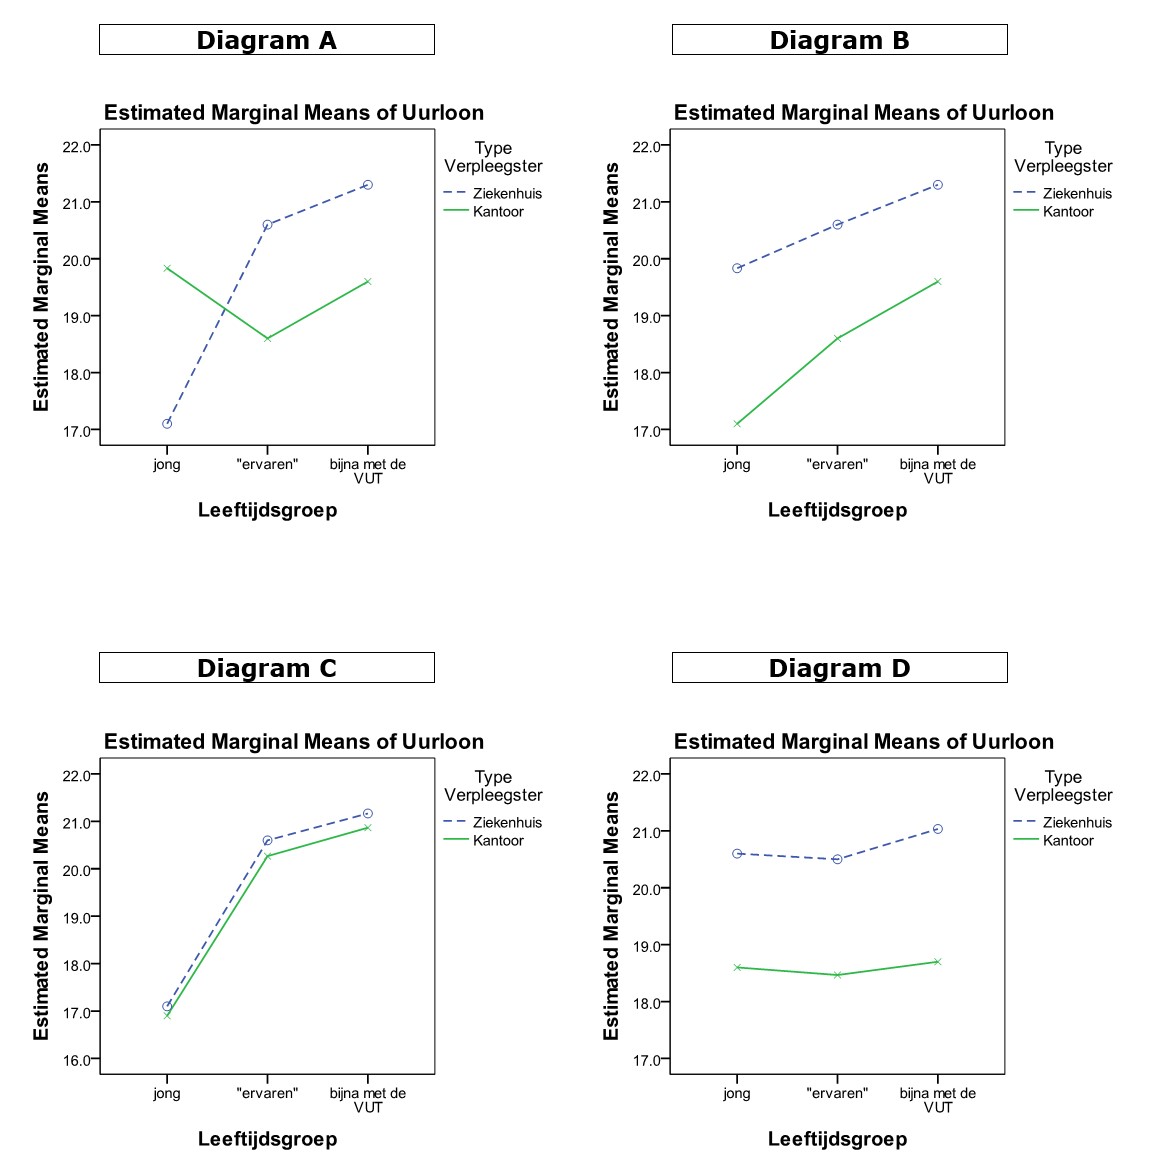 Diagram A
Estimated Marginal Means of Uurloon
Estimated Marginal Means
22.0
21.0
20.0
19.0
18.0
17.0
jong
"ervaren"
bijna met de
VUT
Leeftijdsgroep
Type
Verpleegster
Ziekenhuis
Kantoor
Diagram B
Estimated Marginal Means of Uurloon
Estimated Marginal Means
22.0
21.0
20.0
19.0
18.0
17.0
jong
"ervaren"
bijna met de
VUT
Leeftijdsgroep
Type
Verpleegster
Ziekenhuis
Kantoor
Diagram C
Estimated Marginal Means of Uurloon
Estimated Marginal Means
22.0
21.0
20.0
19.0
18.0
17.0
16.0
jong
"ervaren"
bijna met de
VUT
Leeftijdsgroep
Type
Verpleegster
Ziekenhuis
Kantoor
Diagram D
Estimated Marginal Means of Uurloon
Estimated Marginal Means
22.0
21.0
20.0
19.0
18.0
17.0
jong
"ervaren"
bijna met de
VUT
Leeftijdsgroep
Type
Verpleegster
Ziekenhuis
Kantoor